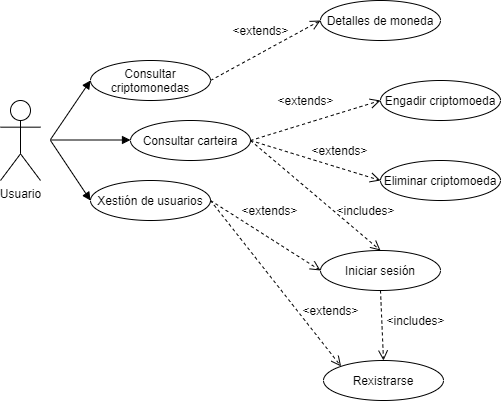 Detalles de moneda
<extends>
Consultar
criptomonedas
<extends>
Engadir criptomoeda
Usuario
Consultar carteira
<extends>
Eliminar criptomoeda
Xestión de usuarios
<extends>
<includes>
Iniciar sesión
<extends>
<includes>
Rexistrarse